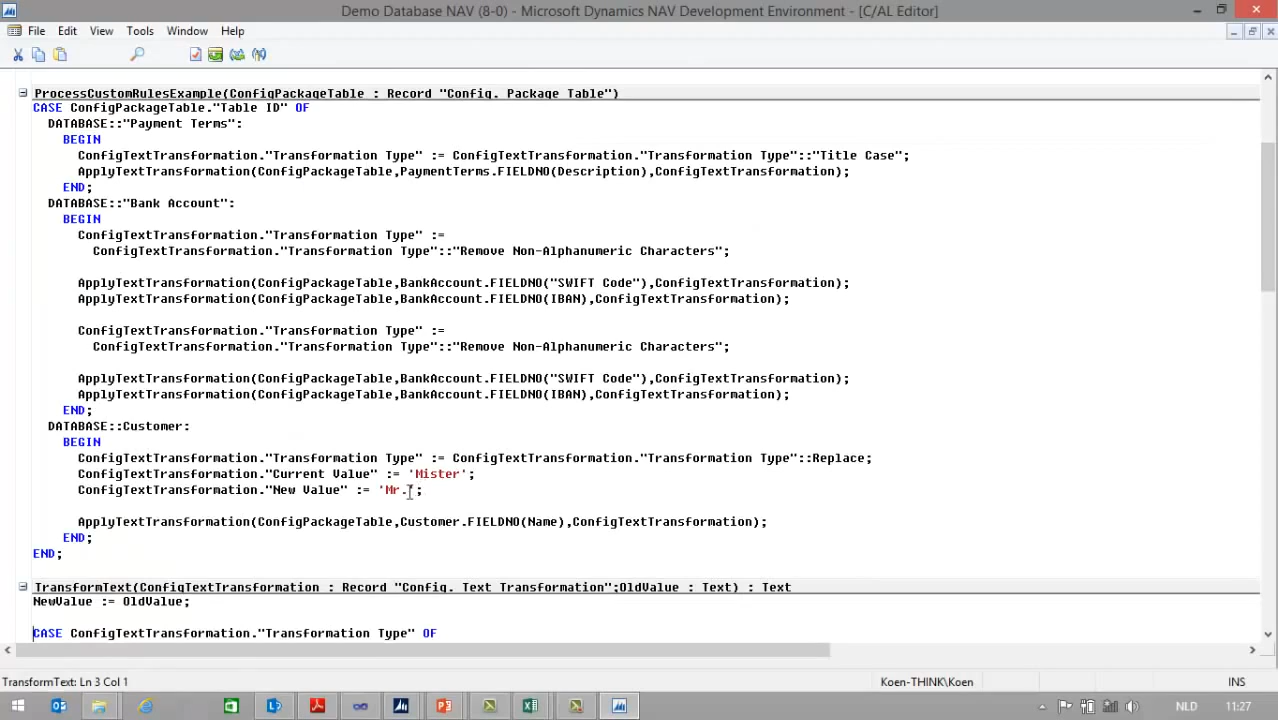 Demo Database NAV (8-0) - Microsoft Dynamics NAV Development Environment - [C/AL Editor]
File Edit View Tools Window Help
ProcessCustomRulesExample(ConfigPackageTable : Record "Config. Package Table")
CASE ConfigPackageTable."Table ID" OF
DATABASE::"Payment Terms":
BEGIN
ConfigTextTransformation."Transformation Type" := ConfigTextTransformation."Transformation Type"::"Title Case";
ApplyTextTransformation(ConfigPackageTable,PaymentTerms.FIELDNO(Description),ConfigTextTransformation);
END;
DATABASE::"Bank Account":
BEGIN
ConfigTextTransformation."Transformation Type" :=
ConfigTextTransformation."Transformation Type"::"Remove Non-Alphanumeric Characters";
ApplyTextTransformation(ConfigPackageTable,BankAccount.FIELDNO("SWIFT Code"),ConfigTextTransformation);
ApplyTextTransformation(ConfigPackageTable,BankAccount.FIELDNO(IBAN),ConfigTextTransformation);
ConfigTextTransformation."Transformation Type" :=
ConfigTextTransformation."Transformation Type"::"Remove Non-Alphanumeric Characters";
ApplyTextTransformation(ConfigPackageTable,BankAccount.FIELDNO("SWIFT Code"),ConfigTextTransformation);
ApplyTextTransformation(ConfigPackageTable,BankAccount.FIELDNO(IBAN),ConfigTextTransformation);
END;
DATABASE::Customer:
BEGIN
ConfigTextTransformation."Transformation Type" := ConfigTextTransformation."Transformation Type"::Replace;
ConfigTextTransformation."Current Value" := 'Mister';
ConfigTextTransformation."New Value" := 'Mr.';
ApplyTextTransformation(ConfigPackageTable,Customer.FIELDNO(Name),ConfigTextTransformation);
END;
END;
TransformText(ConfigTextTransformation : Record "Config. Text Transformation";OldValue : Text) : Text
NewValue := OldValue;
CASE ConfigTextTransformation."Transformation Type" OF
TransformText: Ln 3 Col 1 Koen-THINK\Koen INS
NLD 11:27